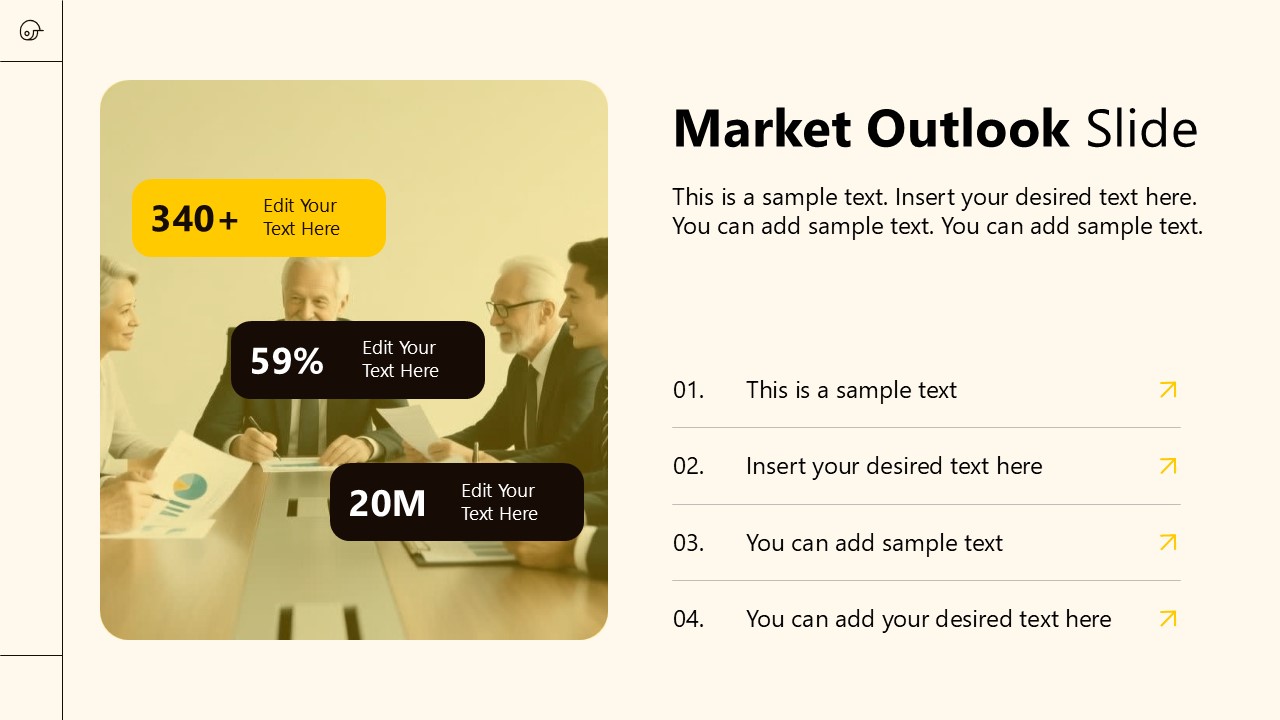 Market Outlook Slide
This is a sample text. Insert your desired text here.
You can add sample text. You can add sample text.
340+
Edit Your
Text Here
59%
Edit Your
Text Here
20M
Edit Your
Text Here
01. This is a sample text
02. Insert your desired text here
03. You can add sample text
04. You can add your desired text here